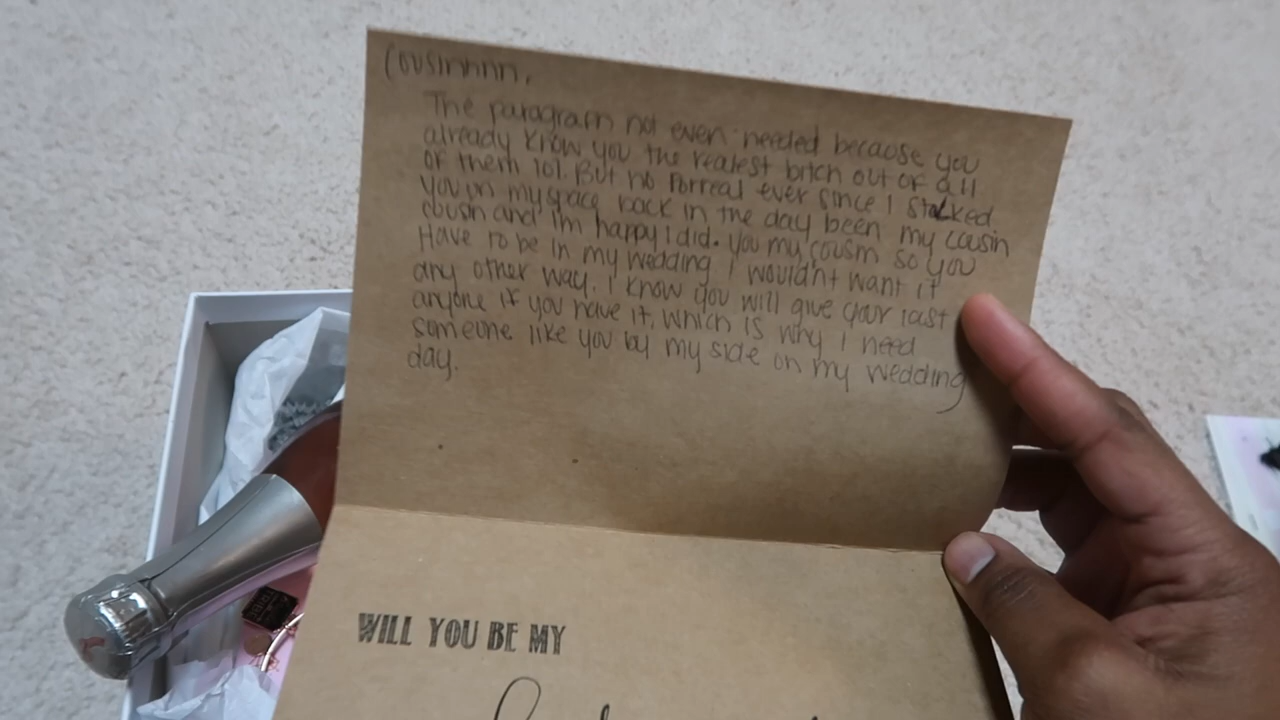 Cousinnnn,
The paragraph not even needed because you
already know you the realest bitch out of all
of them lol. But no forreal ever since I stalked
you on myspace back in the day been my cousin
cousin and I'm happy I did. You my cousin so you
Have to be in my wedding I wouldn't want it
any other way. I know you will give your last
anyone if you have it, which is why I need
someone like you by my side on my wedding
day.
WILL YOU BE MY